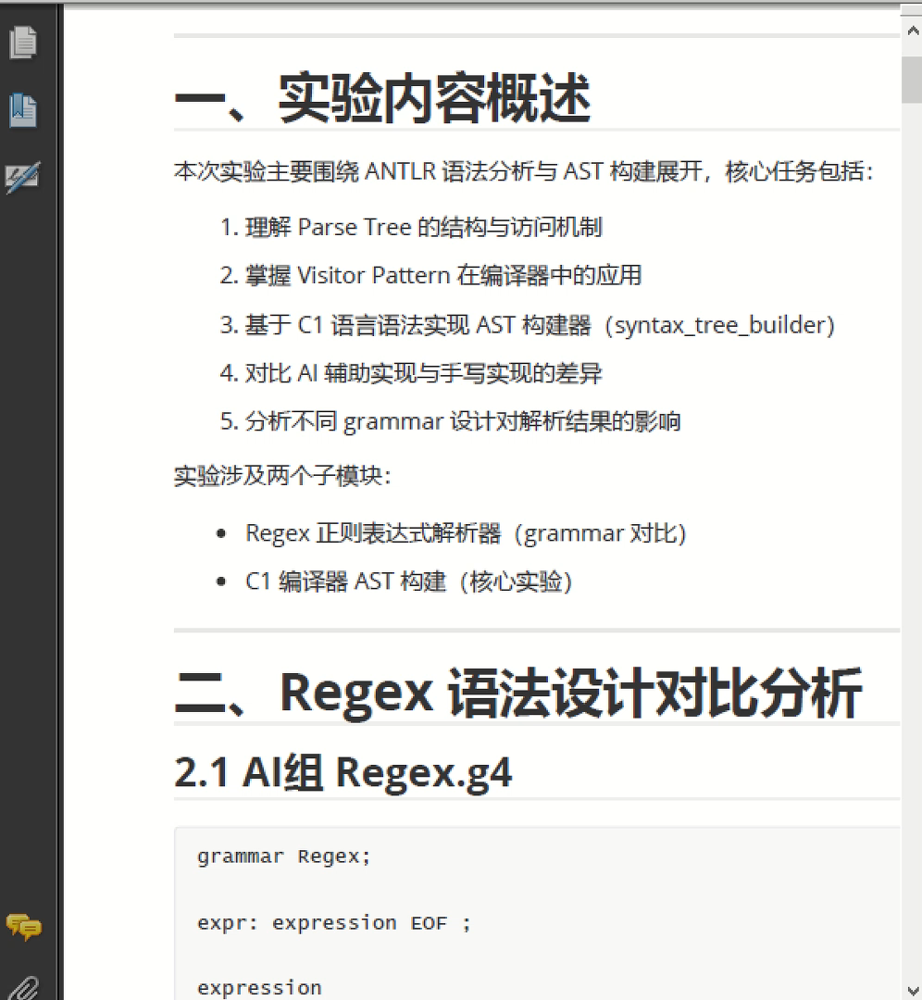 一、实验内容概述
本次实验主要围绕 ANTLR 语法分析与 AST 构建展开，核心任务包括：
1. 理解 Parse Tree 的结构与访问机制
2. 掌握 Visitor Pattern 在编译器中的应用
3. 基于 C1 语言语法实现 AST 构建器（syntax_tree_builder）
4. 对比 AI 辅助实现与手写实现的差异
5. 分析不同 grammar 设计对解析结果的影响
实验涉及两个子模块：
• Regex 正则表达式解析器（grammar 对比）
• C1 编译器 AST 构建（核心实验）
二、Regex 语法设计对比分析
2.1 AI组 Regex.g4
grammar Regex;
expr: expression EOF ;
expression